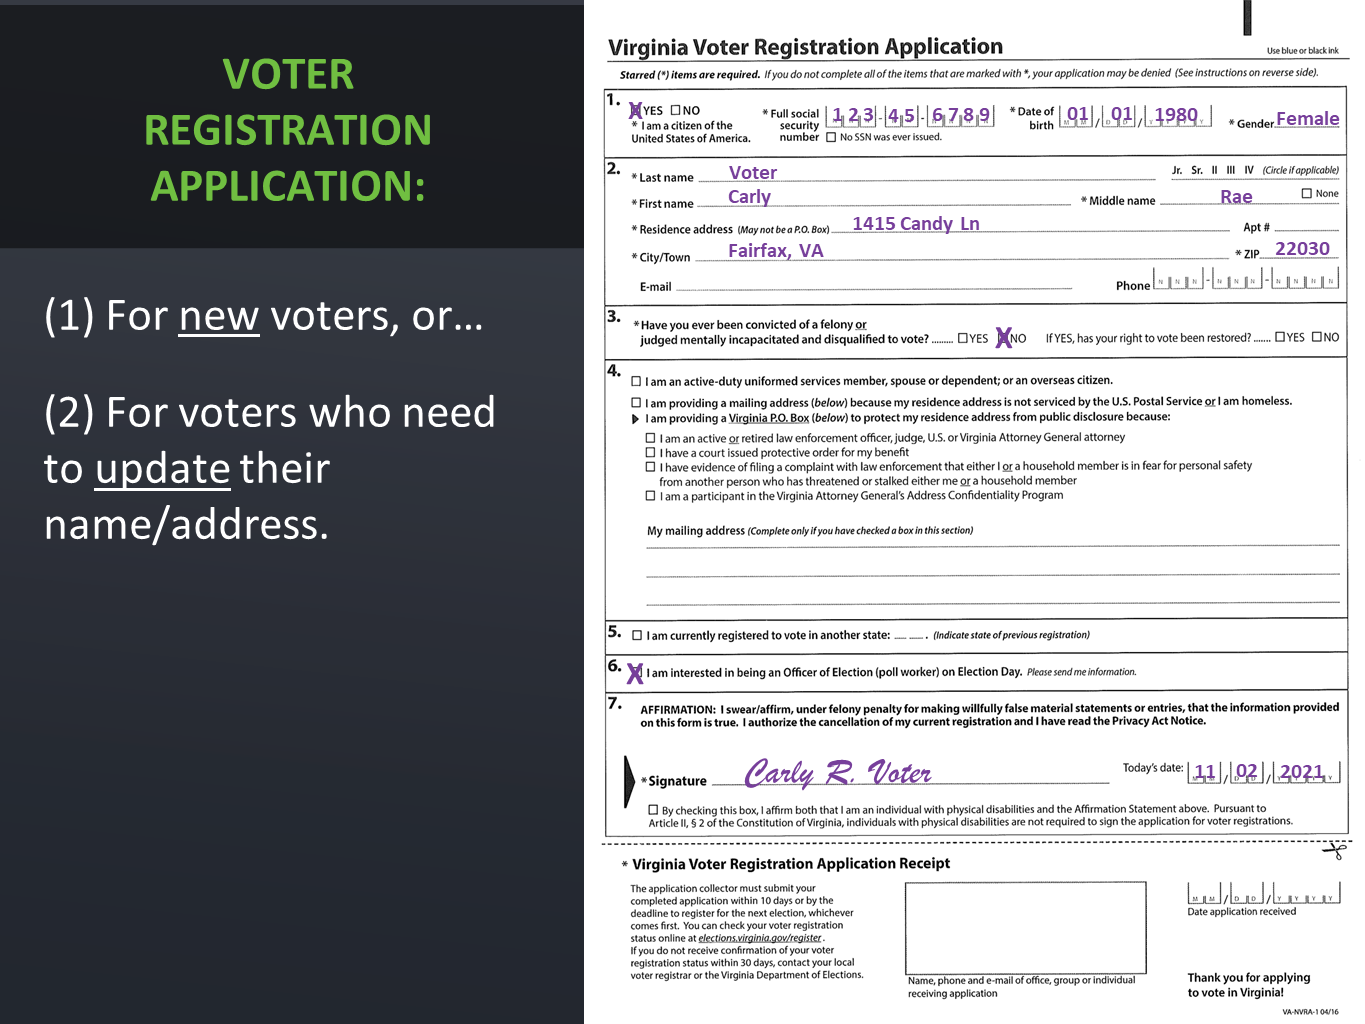 VOTER
REGISTRATION
APPLICATION:
(1) For new voters, or...
(2) For voters who need
to update their
name/address.
Virginia Voter Registration Application
Use blue or black ink
Starred (*) items are required. If you do not complete all of the items that are marked with *, your application may be denied (See instructions on reverse side).
1.
X YES ☐ NO
* I am a citizen of the
United States of America.
* Full social
security
number
1 2 3 - 4 5 - 6 7 8 9
☐ No SSN was ever issued.
* Date of
birth
01 / 01 / 1980
* Gender Female
2.
* Last name Voter
Jr. Sr. II III IV (Circle if applicable)
* First name Carly
* Middle name Rae
☐ None
* Residence address (May not be a P.O. Box) 1415 Candy Ln
Apt #
* City/Town Fairfax, VA
* ZIP 22030
E-mail
Phone N N N - N N N - N N N N
3.
* Have you ever been convicted of a felony or
judged mentally incapacitated and disqualified to vote? ......... ☐ YES X NO If YES, has your right to vote been restored? ....... ☐ YES ☐ NO
4.
☐ I am an active-duty uniformed services member, spouse or dependent; or an overseas citizen.
☐ I am providing a mailing address (below) because my residence address is not serviced by the U.S. Postal Service or I am homeless.
I am providing a Virginia P.O. Box (below) to protect my residence address from public disclosure because:
☐ I am an active or retired law enforcement officer, judge, U.S. or Virginia Attorney General attorney
☐ I have a court issued protective order for my benefit
☐ I have evidence of filing a complaint with law enforcement that either I or a household member is in fear for personal safety
from another person who has threatened or stalked either me or a household member
☐ I am a participant in the Virginia Attorney General's Address Confidentiality Program
My mailing address (Complete only if you have checked a box in this section)
5. ☐ I am currently registered to vote in another state: ___ ___ . (Indicate state of previous registration)
6. X I am interested in being an Officer of Election (poll worker) on Election Day. Please send me information.
7.
AFFIRMATION: I swear/affirm, under felony penalty for making willfully false material statements or entries, that the information provided
on this form is true. I authorize the cancellation of my current registration and I have read the Privacy Act Notice.
* Signature Carly R. Voter
Today's date: 11 / 02 / 2021
☐ By checking this box, I affirm both that I am an individual with physical disabilities and the Affirmation Statement above. Pursuant to
Article II, § 2 of the Constitution of Virginia, individuals with physical disabilities are not required to sign the application for voter registrations.
* Virginia Voter Registration Application Receipt
The application collector must submit your
completed application within 10 days or by the
deadline to register for the next election, whichever
comes first. You can check your voter registration
status online at elections.virginia.gov/register.
If you do not receive confirmation of your voter
registration status within 30 days, contact your local
voter registrar or the Virginia Department of Elections.
Name, phone and e-mail of office, group or individual
receiving application
M M / D D / Y Y Y Y
Date application received
Thank you for applying
to vote in Virginia!
VA-NVRA-1 04/16